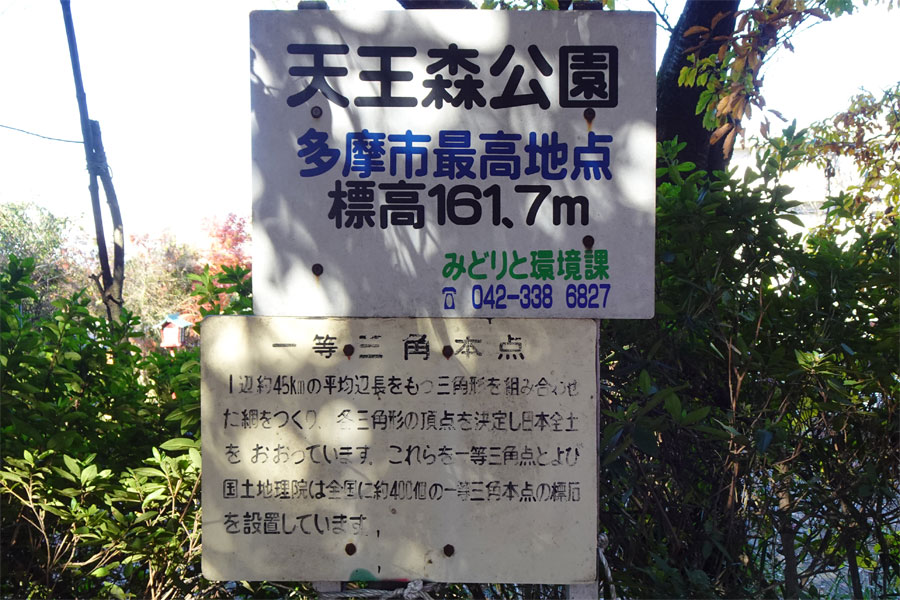 天王森公園
多摩市最高地点
標高161.7m
みどりと環境課
☎ 042-338 6827
一等三角本点
1辺約45kmの平均辺長をもつ三角形を組み合わせ
た網をつくり、各三角形の頂点を決定し日本全土
を おおっています。これらを一等三角点とよび
国土地理院は全国に約400個の一等三角本点の標石
を設置しています。